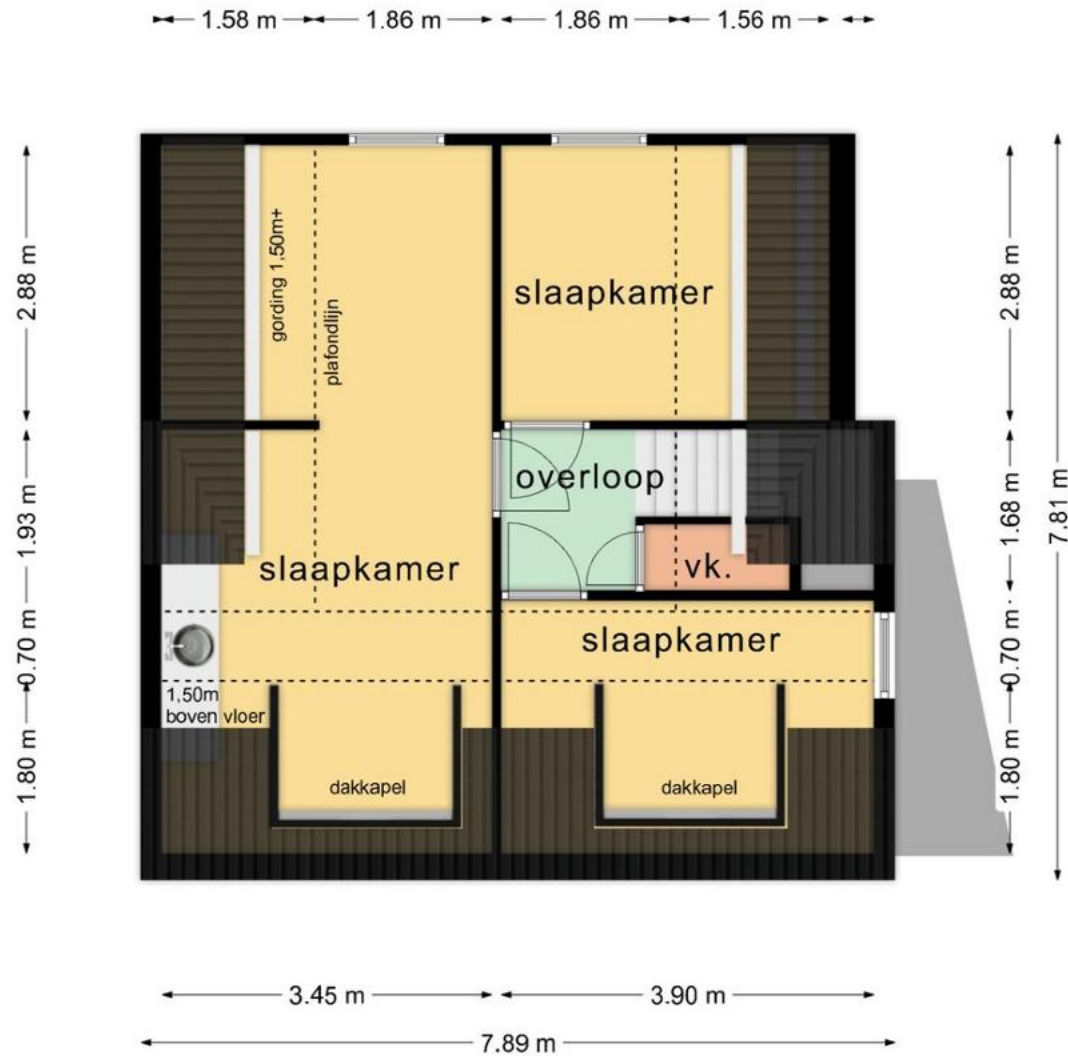 1.58 m
1.86 m
1.86 m
1.56 m
2.88 m
gording 1,50m+
plafondlijn
slaapkamer
2.88 m
1.93 m
overloop
1.68 m
7.81 m
slaapkamer
vk.
0.70 m
slaapkamer
0.70 m
1,50m
boven vloer
1.80 m
dakkapel
dakkapel
1.80 m
3.45 m
3.90 m
7.89 m